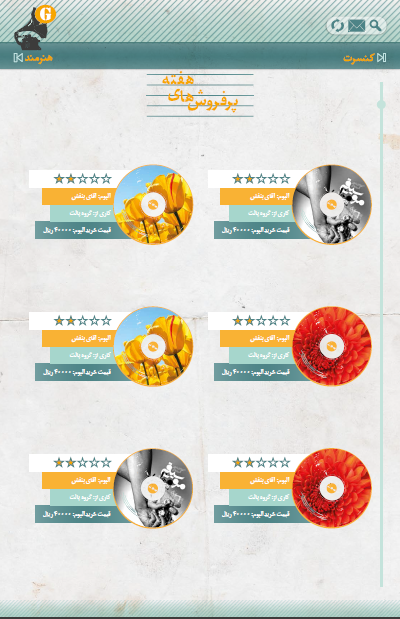 G
کنسرت
هنرمند
پرفروش‌های هفته
آلبوم: آقای بنفش
کاری از: گروه پالت
قیمت خرید آلبوم: ۴۰۰۰۰ ریال
آلبوم: آقای بنفش
کاری از: گروه پالت
قیمت خرید آلبوم: ۴۰۰۰۰ ریال
آلبوم: آقای بنفش
کاری از: گروه پالت
قیمت خرید آلبوم: ۴۰۰۰۰ ریال
آلبوم: آقای بنفش
کاری از: گروه پالت
قیمت خرید آلبوم: ۴۰۰۰۰ ریال
آلبوم: آقای بنفش
کاری از: گروه پالت
قیمت خرید آلبوم: ۴۰۰۰۰ ریال
آلبوم: آقای بنفش
کاری از: گروه پالت
قیمت خرید آلبوم: ۴۰۰۰۰ ریال